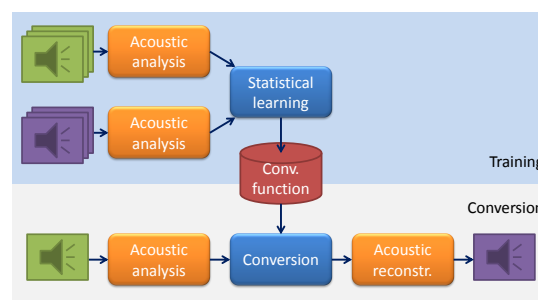 Acoustic
analysis
Statistical
learning
Acoustic
analysis
Conv.
function
Training
Conversion
Acoustic
analysis
Conversion
Acoustic
reconstr.